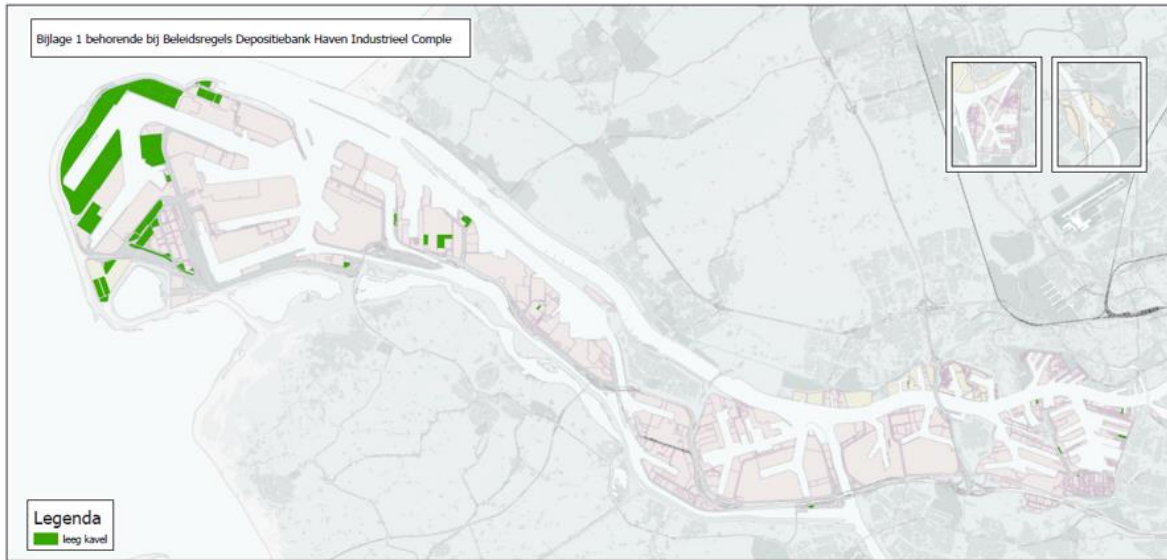 Bijlage 1 behorende bij Beleidsregels Depositiebank Haven Industrieel Comple
Legenda
leeg kavel